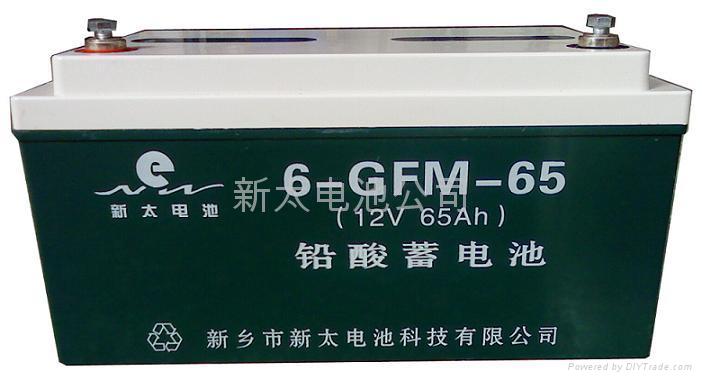 6-GFM-65
新太电池
新太电池公司
(12V 65Ah)
铅酸蓄电池
新乡市新太电池科技有限公司
Powered by DIYTrade.com